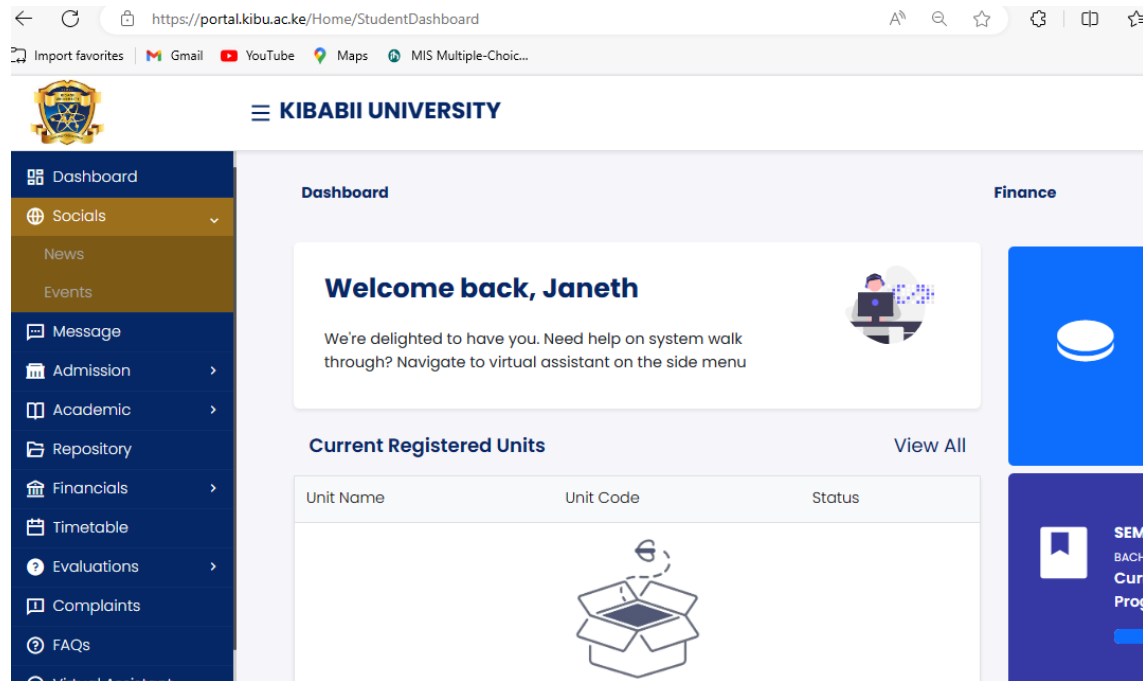 https://portal.kibu.ac.ke/Home/StudentDashboard
Import favorites
Gmail
YouTube
Maps
MIS Multiple-Choic...
KIBABII UNIVERSITY
Dashboard
Socials
News
Events
Message
Admission
Academic
Repository
Financials
Timetable
Evaluations
Complaints
FAQs
Virtual Assistant
Dashboard
Finance
Welcome back, Janeth
We're delighted to have you. Need help on system walk
through? Navigate to virtual assistant on the side menu
Current Registered Units
View All
Unit Name
Unit Code
Status
SEM
BACH
Cur
Prog